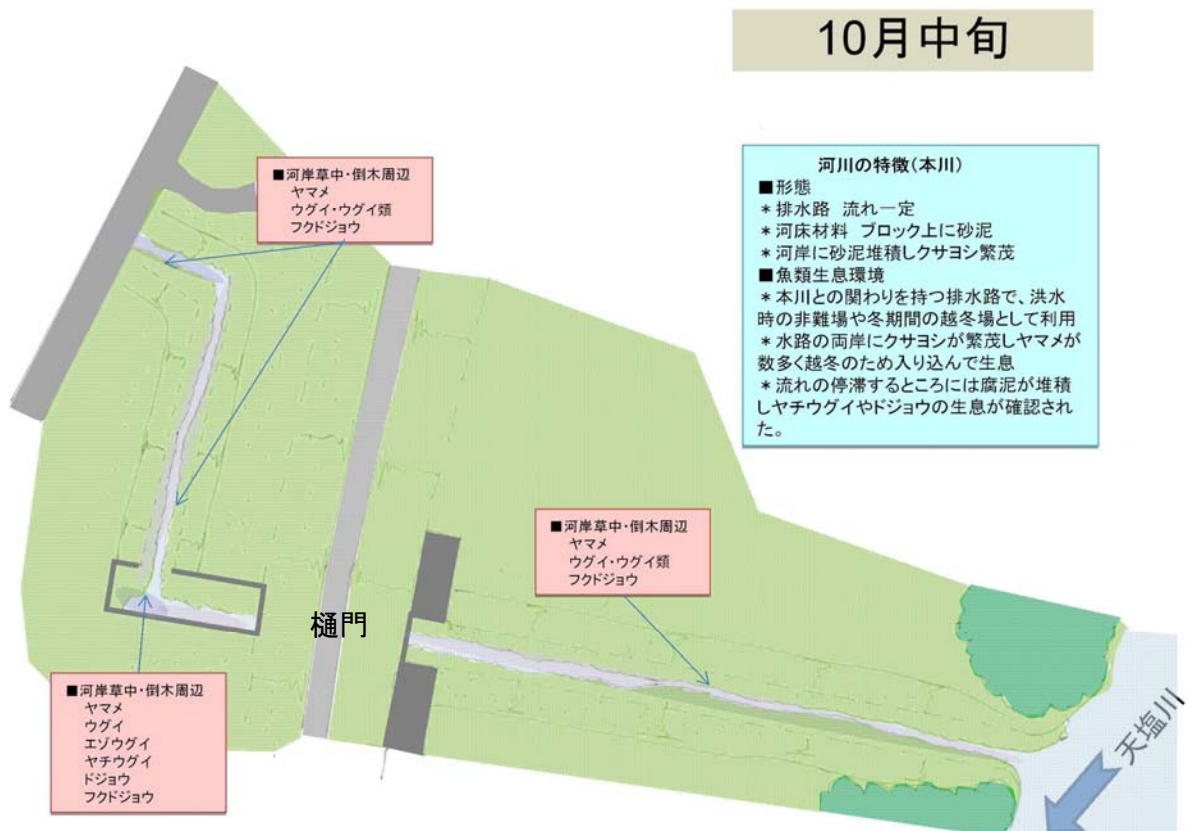 10月中旬
河川の特徴(本川)
■形態
＊排水路 流れ一定
＊河床材料 ブロック上に砂泥
＊河岸に砂泥堆積しクサヨシ繁茂
■魚類生息環境
＊本川との関わりを持つ排水路で、洪水
時の非難場や冬期間の越冬場として利用
＊水路の両岸にクサヨシが繁茂しヤマメが
数多く越冬のため入り込んで生息
＊流れの停滞するところには腐泥が堆積
しヤチウグイやドジョウの生息が確認され
た。
■河岸草中・倒木周辺
ヤマメ
ウグイ・ウグイ類
フクドジョウ
■河岸草中・倒木周辺
ヤマメ
ウグイ・ウグイ類
フクドジョウ
樋門
■河岸草中・倒木周辺
ヤマメ
ウグイ
エゾウグイ
ヤチウグイ
ドジョウ
フクドジョウ
天塩川